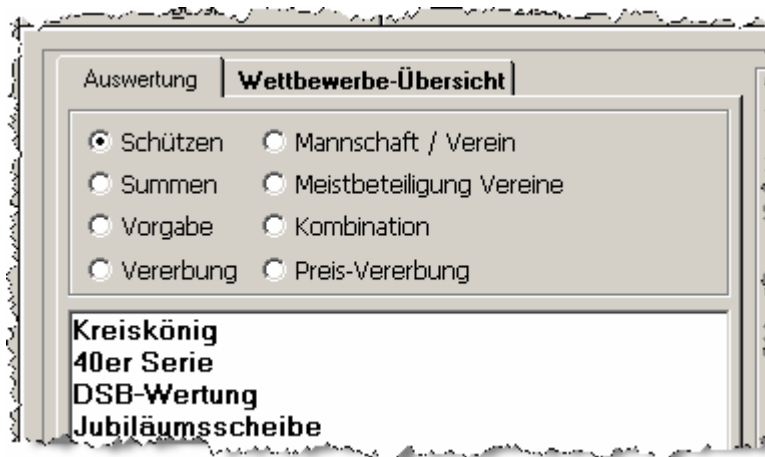 Auswertung Wettbewerbe-Übersicht
Schützen Mannschaft / Verein
Summen Meistbeteiligung Vereine
Vorgabe Kombination
Vererbung Preis-Vererbung
Kreiskönig
40er Serie
DSB-Wertung
Jubiläumsscheibe